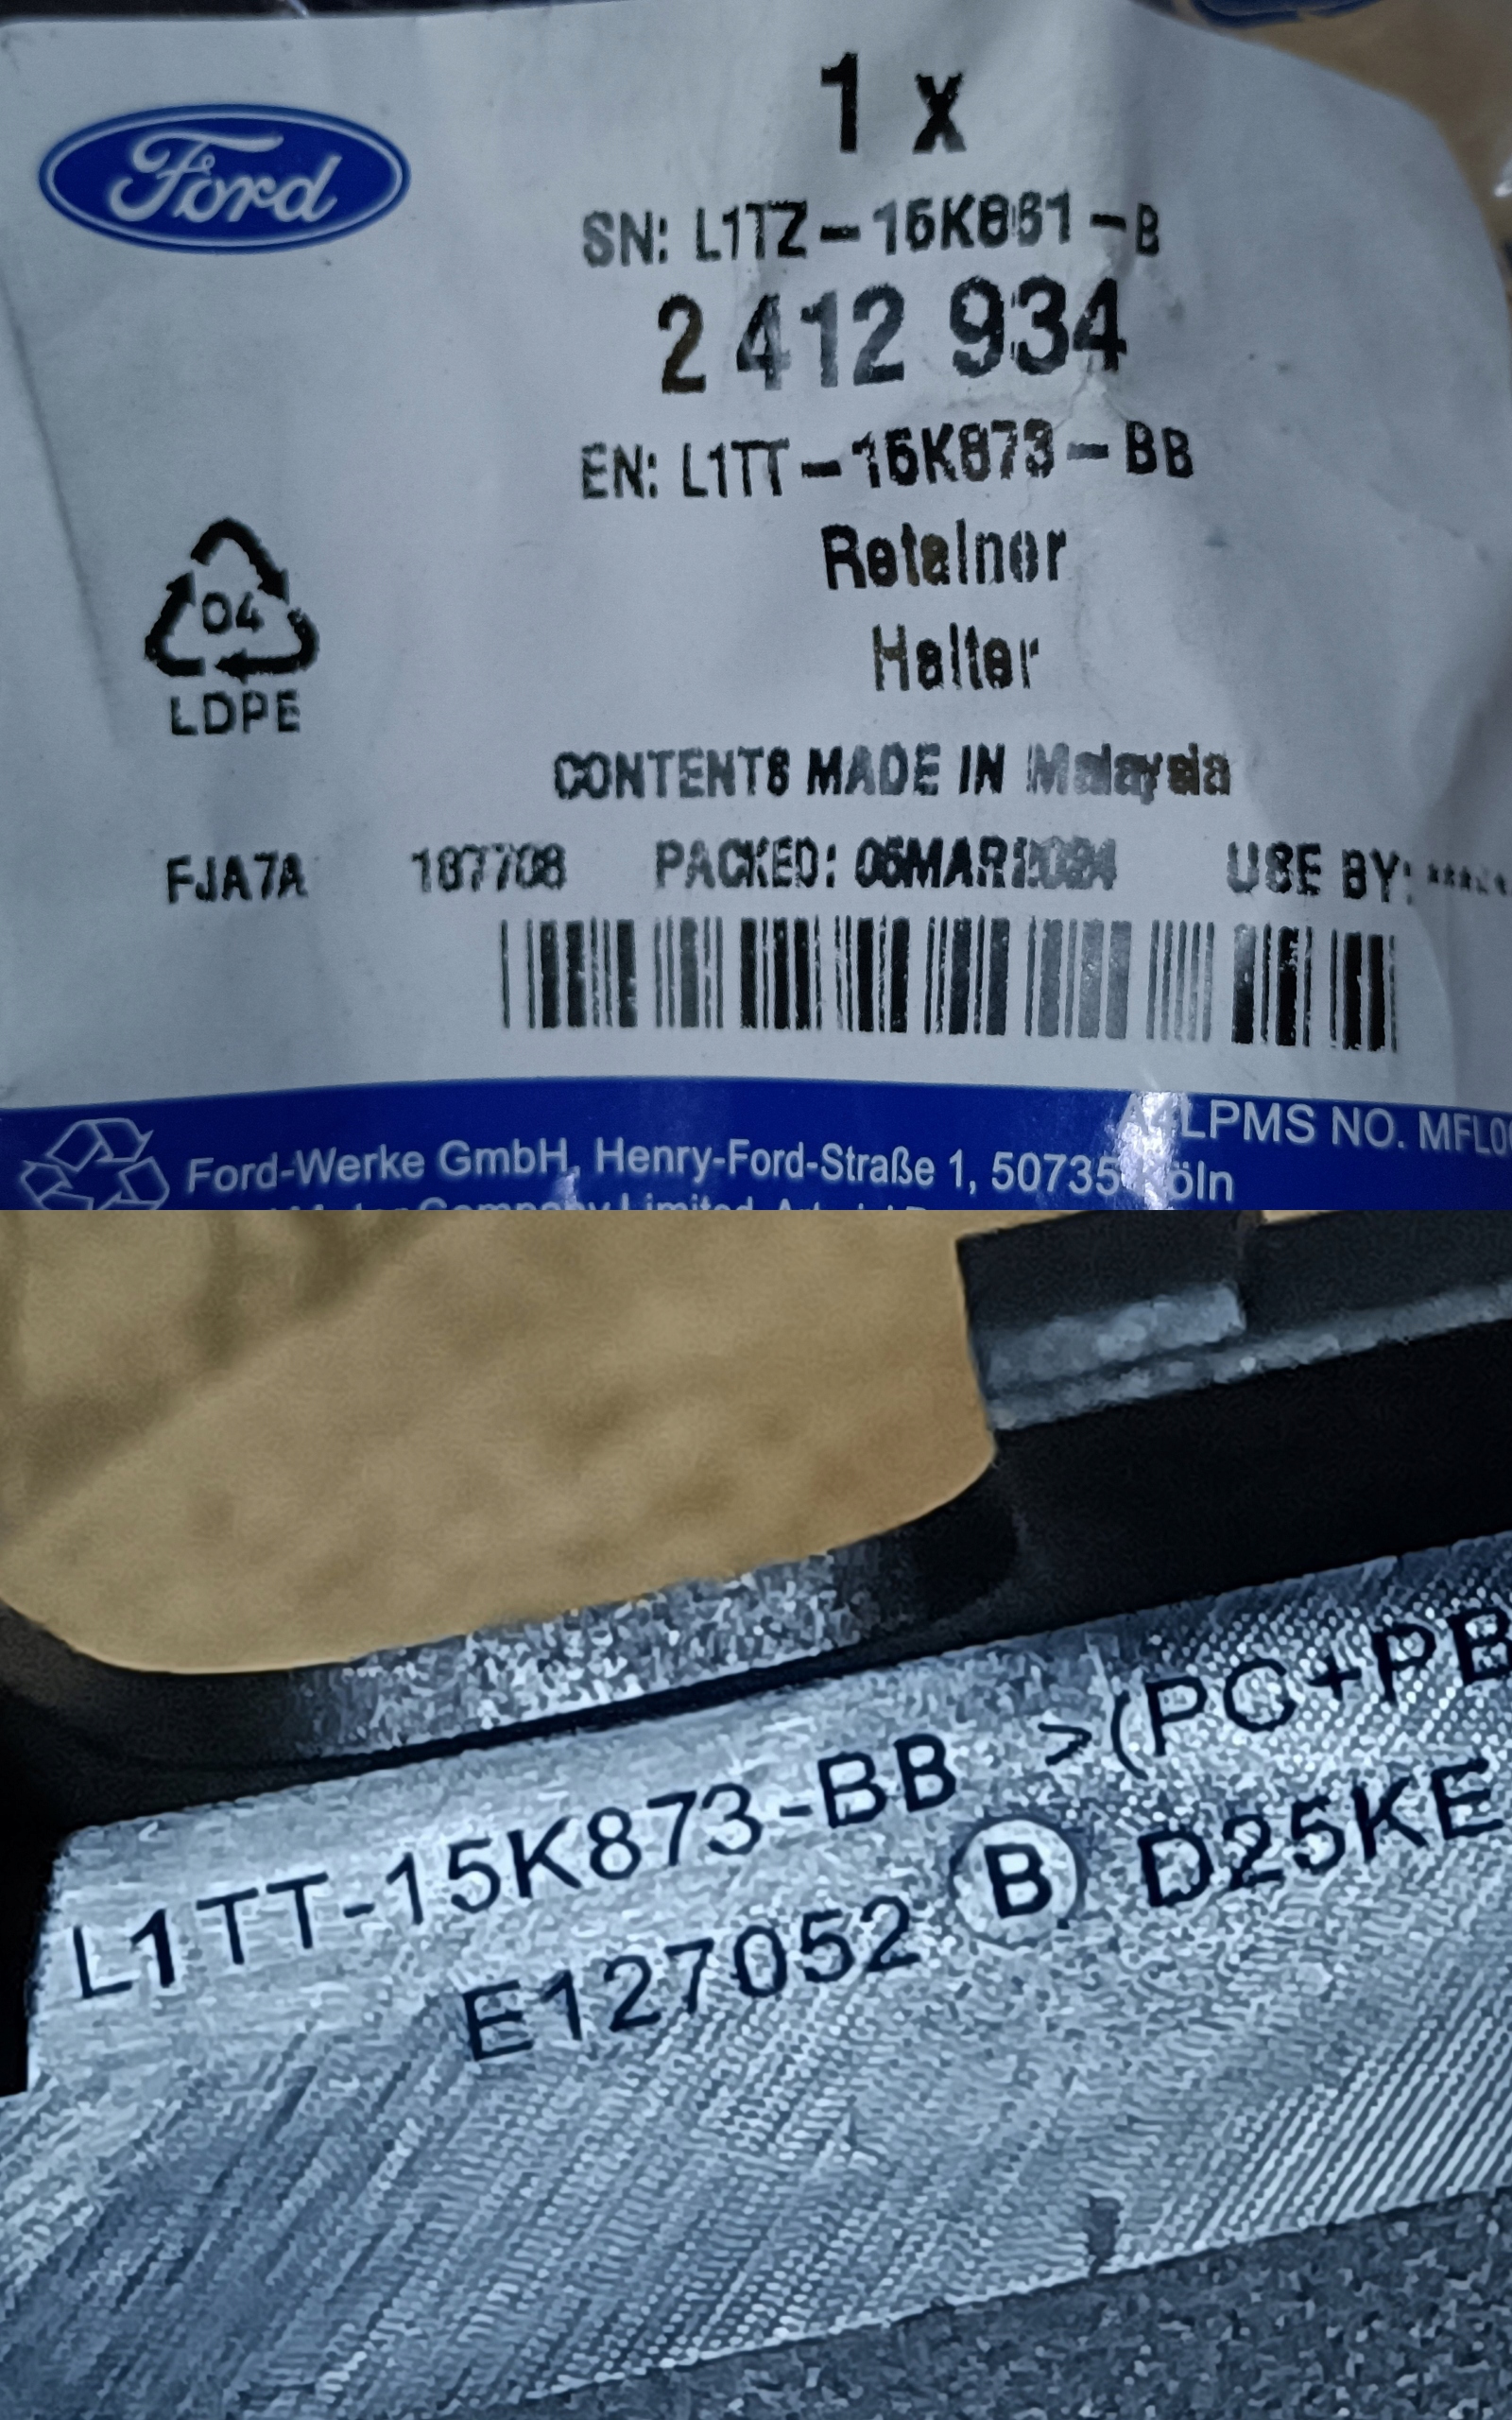 Ford
1 x
SN: L1TZ-15K861-B
2 412 934
EN: L1TT-15K873-BB
Retainer
Halter
04
LDPE
CONTENTS MADE IN Malaysia
FJA7A PACKED: USE BY:
LPMS NO.
Ford-Werke GmbH, Henry-Ford-Straße 1, 50735 Köln
Company Limited,
L1TT-15K873-BB >(PC+PB
E127052 B D25KE